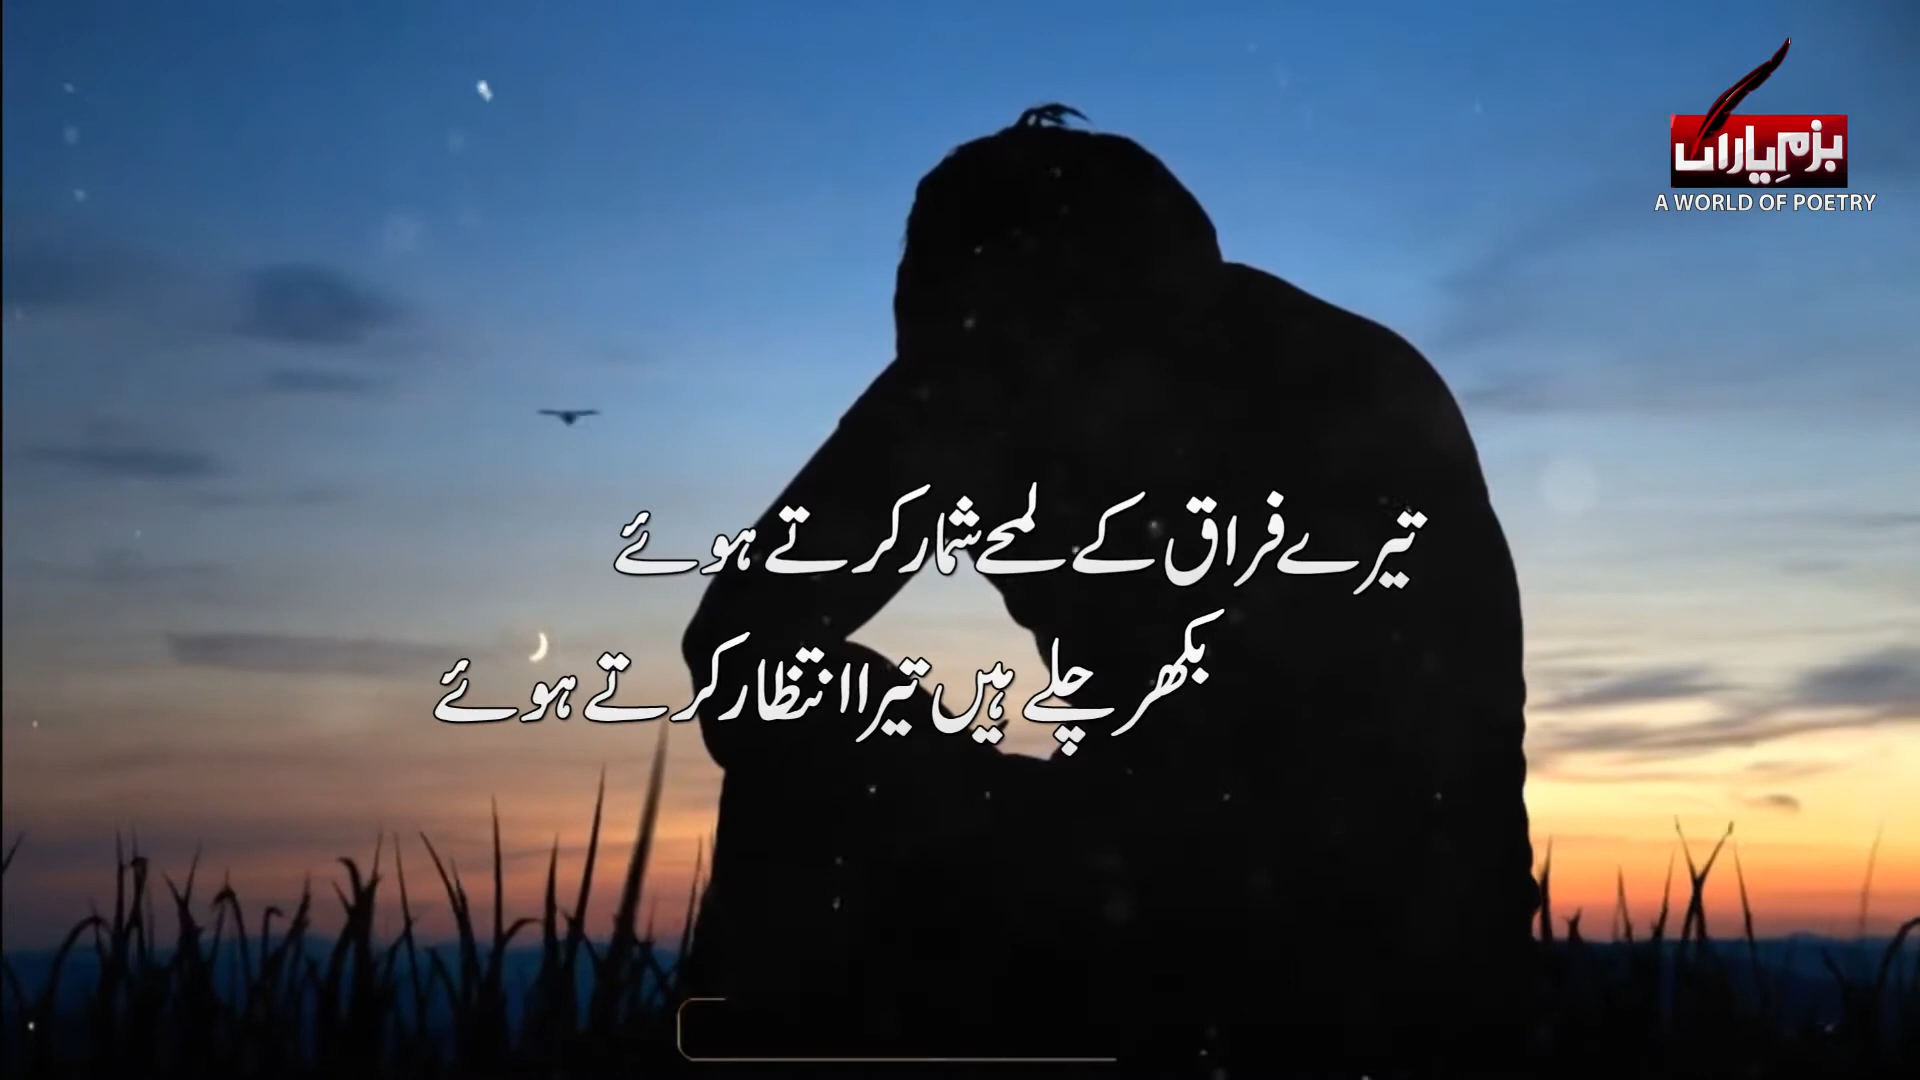 بزمِ یاراں
A WORLD OF POETRY
تیرے فراق کے لمحے شمار کرتے ہوئے
بکھر چلے ہیں تیرا انتظار کرتے ہوئے